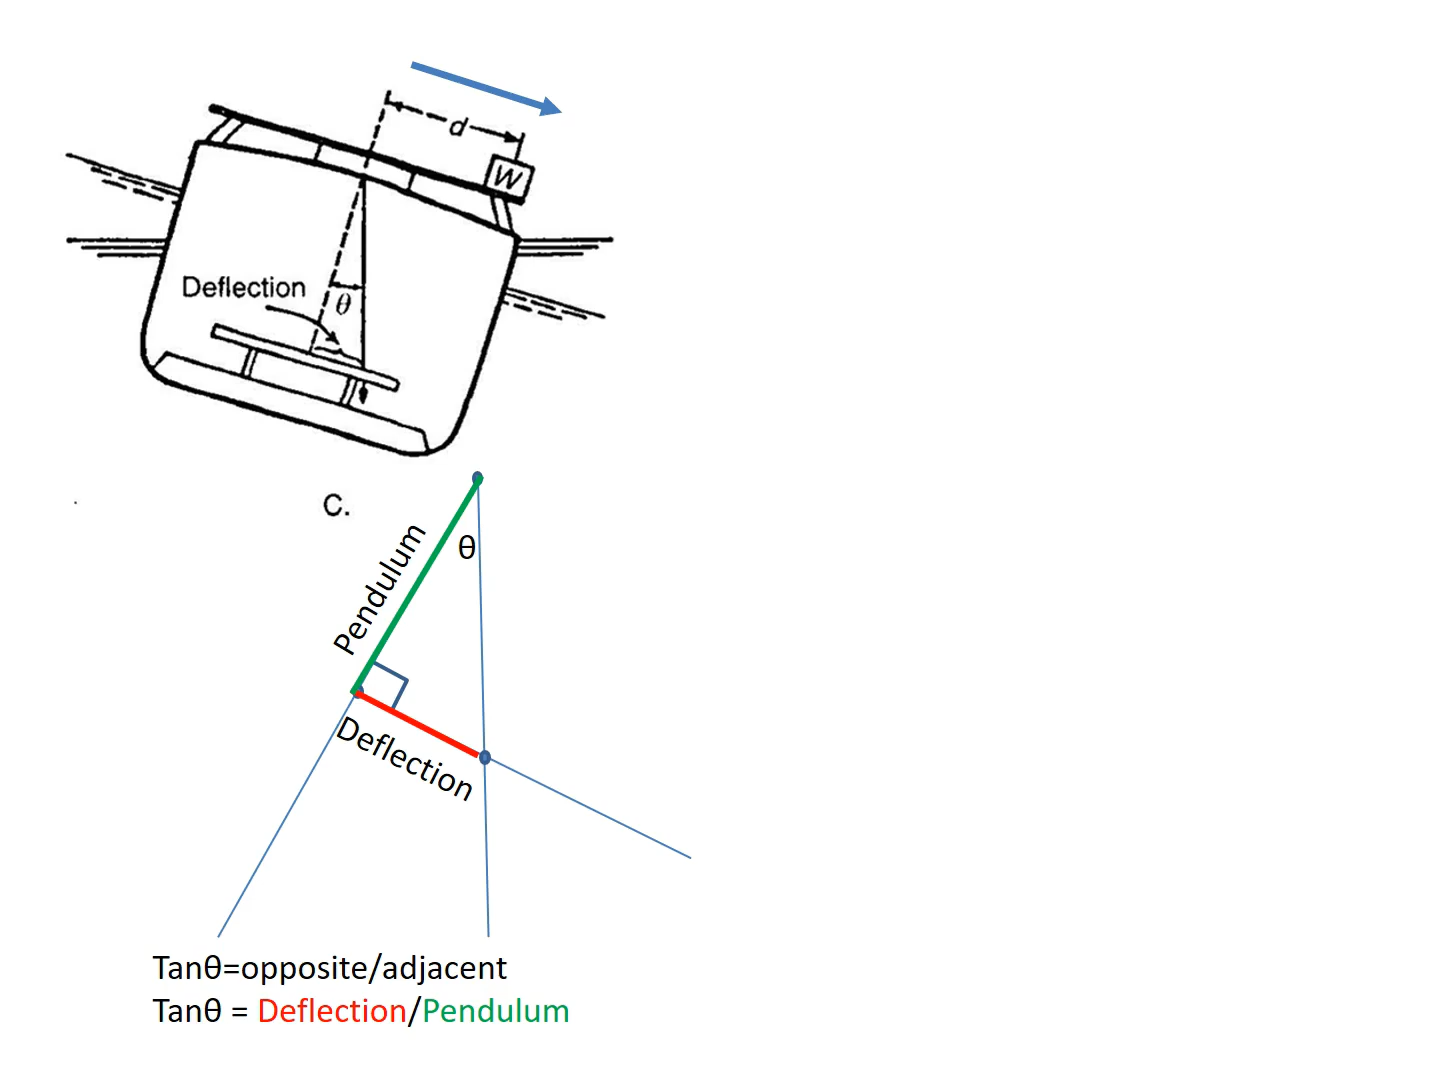 d
W
Deflection
θ
C.
θ
Pendulum
Deflection
Tanθ=opposite/adjacent
Tanθ = Deflection/Pendulum